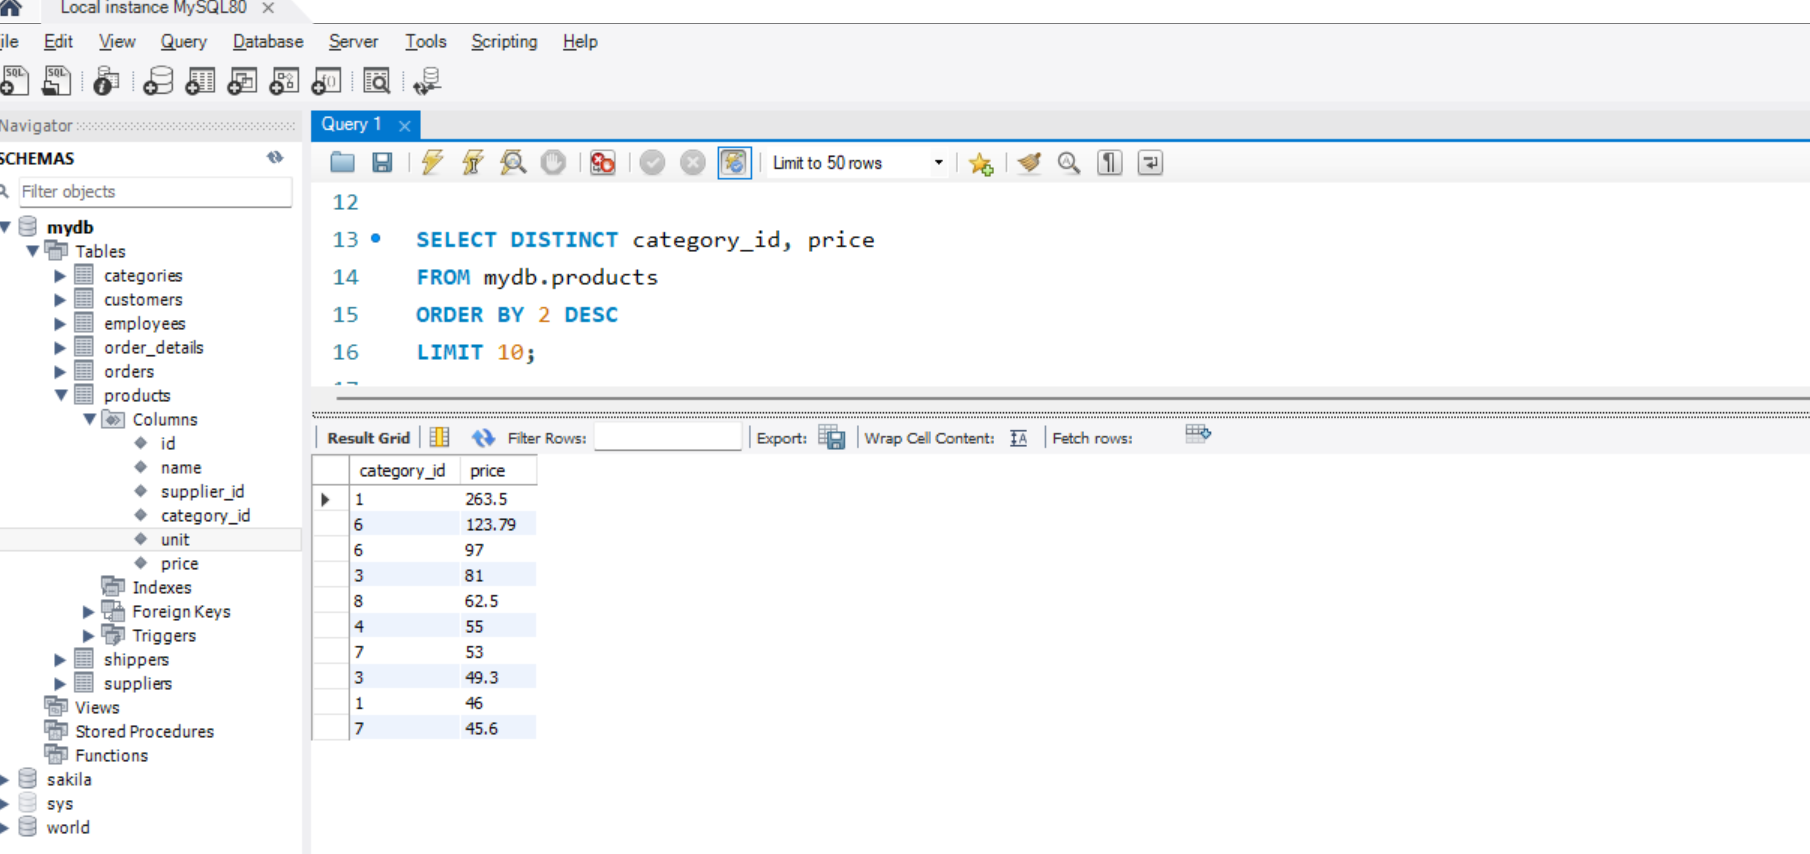 Local instance MySQL80
ile Edit View Query Database Server Tools Scripting Help
Navigator
SCHEMAS
Filter objects
mydb
Tables
categories
customers
employees
order_details
orders
products
Columns
id
name
supplier_id
category_id
unit
price
Indexes
Foreign Keys
Triggers
shippers
suppliers
Views
Stored Procedures
Functions
sakila
sys
world
Query 1
Limit to 50 rows
12
13 SELECT DISTINCT category_id, price
14 FROM mydb.products
15 ORDER BY 2 DESC
16 LIMIT 10;
Result Grid Filter Rows: Export: Wrap Cell Content: Fetch rows:
category_id price
1 263.5
6 123.79
6 97
3 81
8 62.5
4 55
7 53
3 49.3
1 46
7 45.6